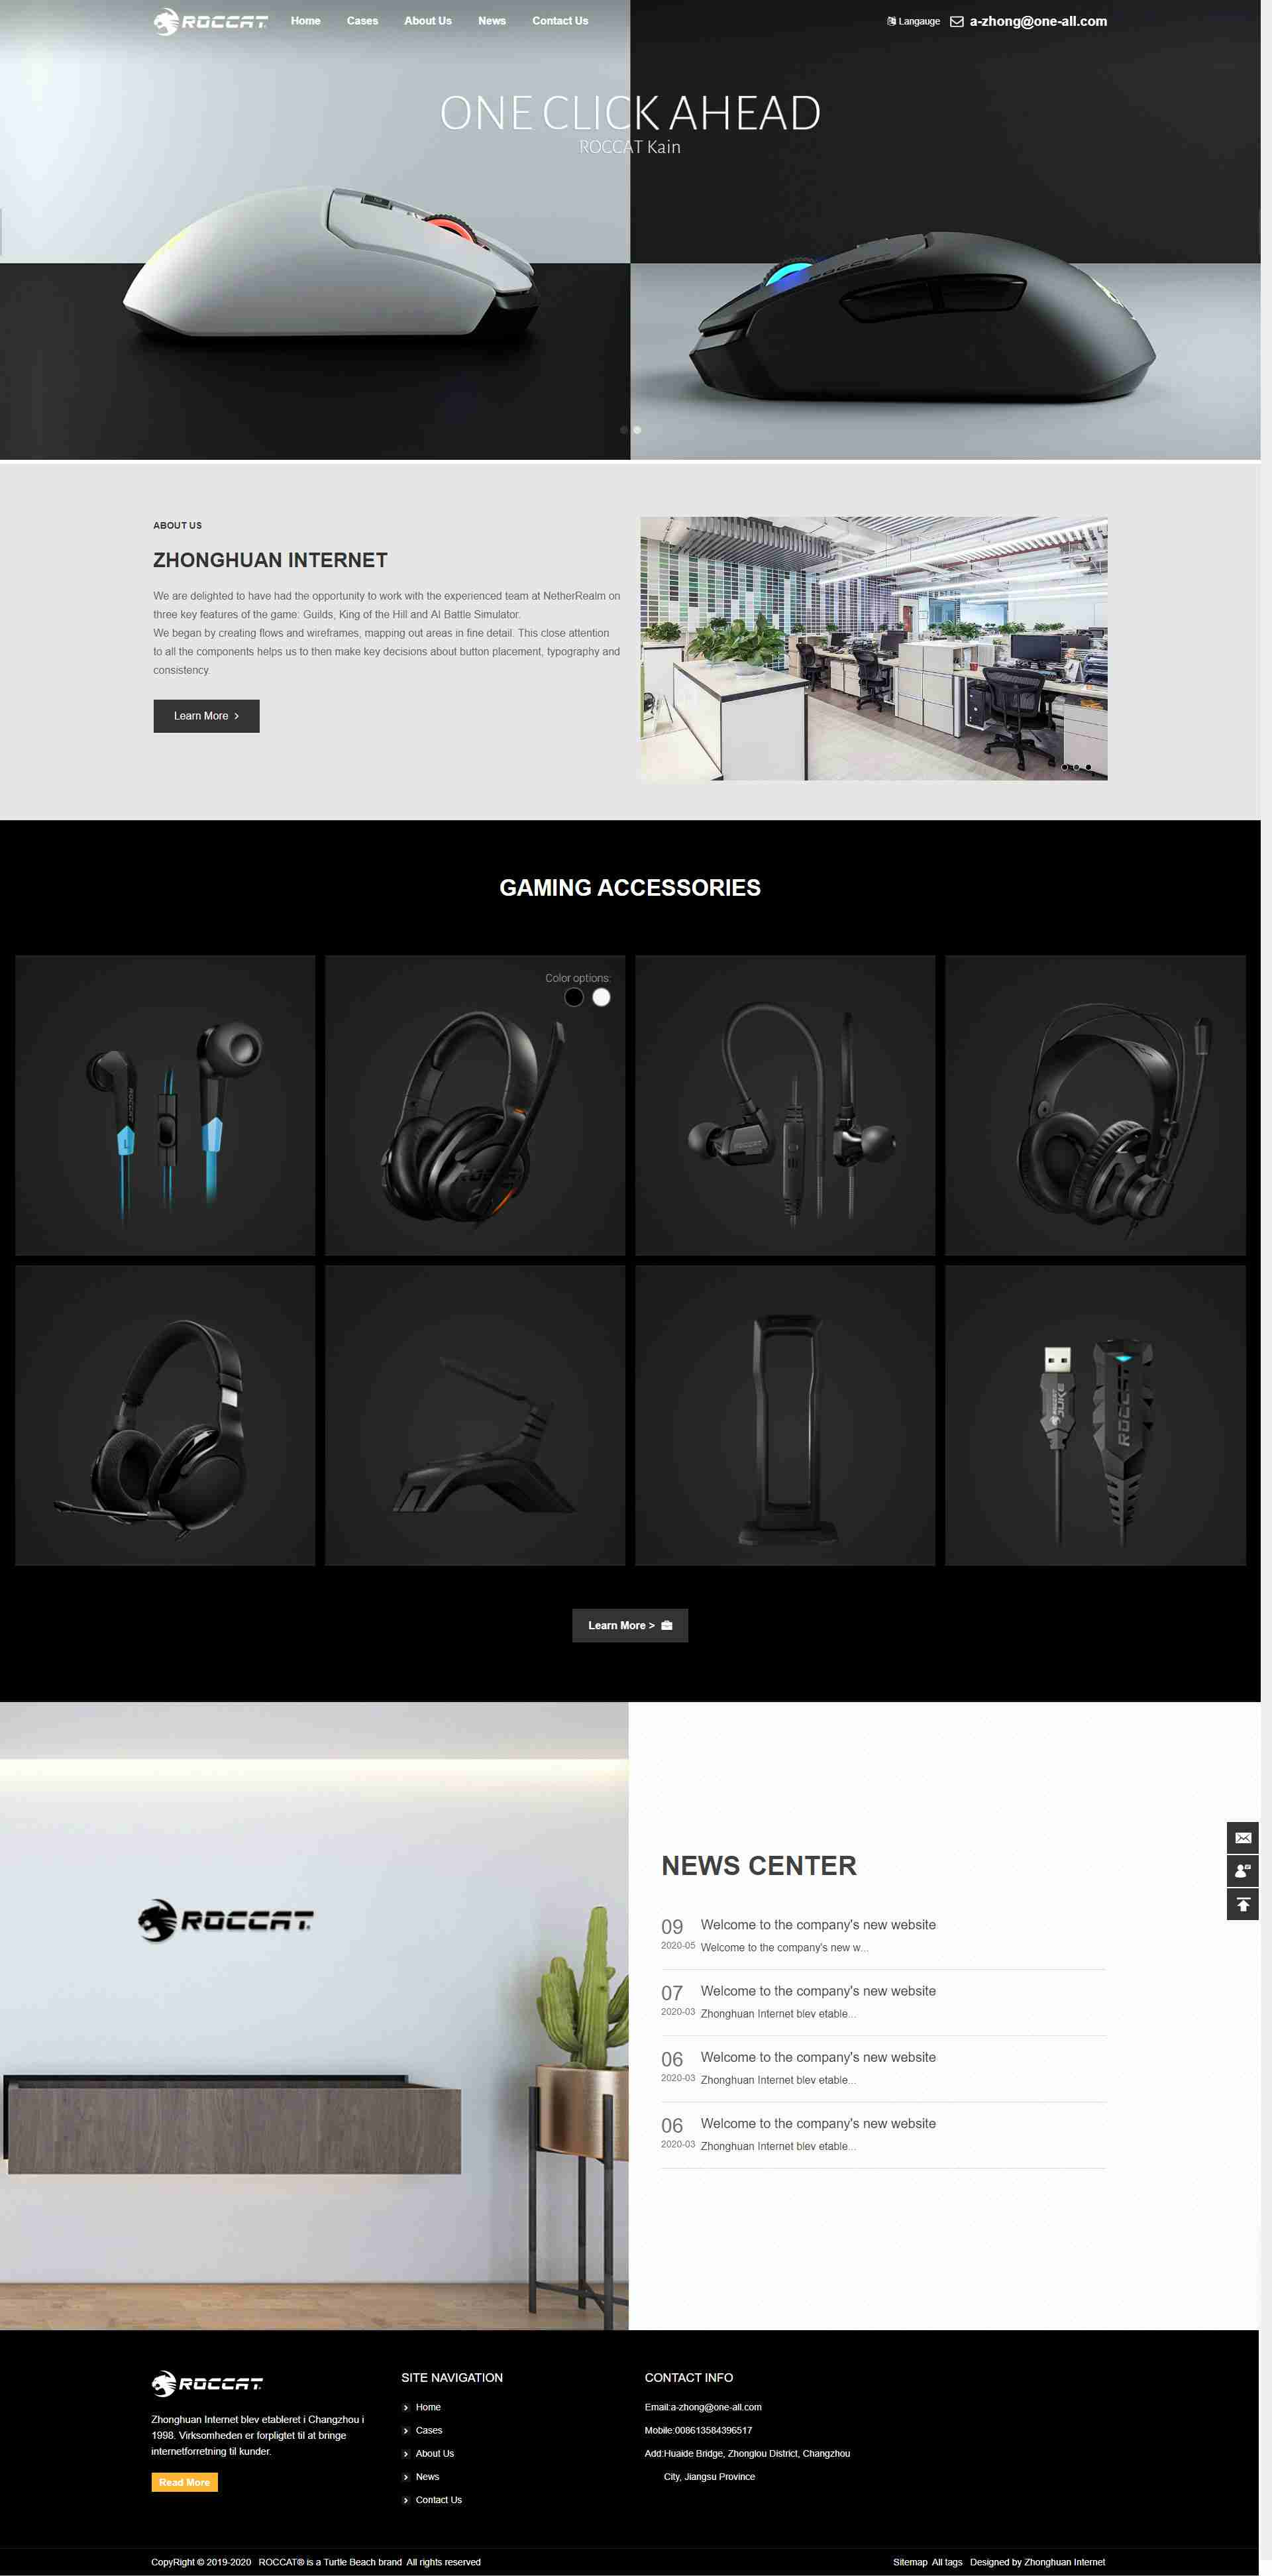 ROCCAT
Home
Cases
About Us
News
Contact Us
Langauge
a-zhong@one-all.com
ONE CLICK AHEAD
ROCCAT Kain
ABOUT US
ZHONGHUAN INTERNET
We are delighted to have had the opportunity to work with the experienced team at NetherRealm on
three key features of the game: Guilds, King of the Hill and AI Battle Simulator.
We began by creating flows and wireframes, mapping out areas in fine detail. This close attention
to all the components helps us to then make key decisions about button placement, typography and
consistency.
Learn More
GAMING ACCESSORIES
Color options:
ROCCAT
L
ROCCAT
ROCCAT
ROCCAT
JUKE
ROCCAT
Learn More >
ROCCAT
NEWS CENTER
09
2020-05
Welcome to the company's new website
Welcome to the company's new w...
07
2020-03
Welcome to the company's new website
Zhonghuan Internet blev etable...
06
2020-03
Welcome to the company's new website
Zhonghuan Internet blev etable...
06
2020-03
Welcome to the company's new website
Zhonghuan Internet blev etable...
ROCCAT
Zhonghuan Internet blev etableret i Changzhou i
1998. Virksomheden er forpligtet til at bringe
internetforretning til kunder.
Read More
SITE NAVIGATION
Home
Cases
About Us
News
Contact Us
CONTACT INFO
Email:a-zhong@one-all.com
Mobile:008613584396517
Add:Huaide Bridge, Zhonglou District, Changzhou
City, Jiangsu Province
CopyRight © 2019-2020 ROCCAT® is a Turtle Beach brand All rights reserved
Sitemap All tags Designed by Zhonghuan Internet